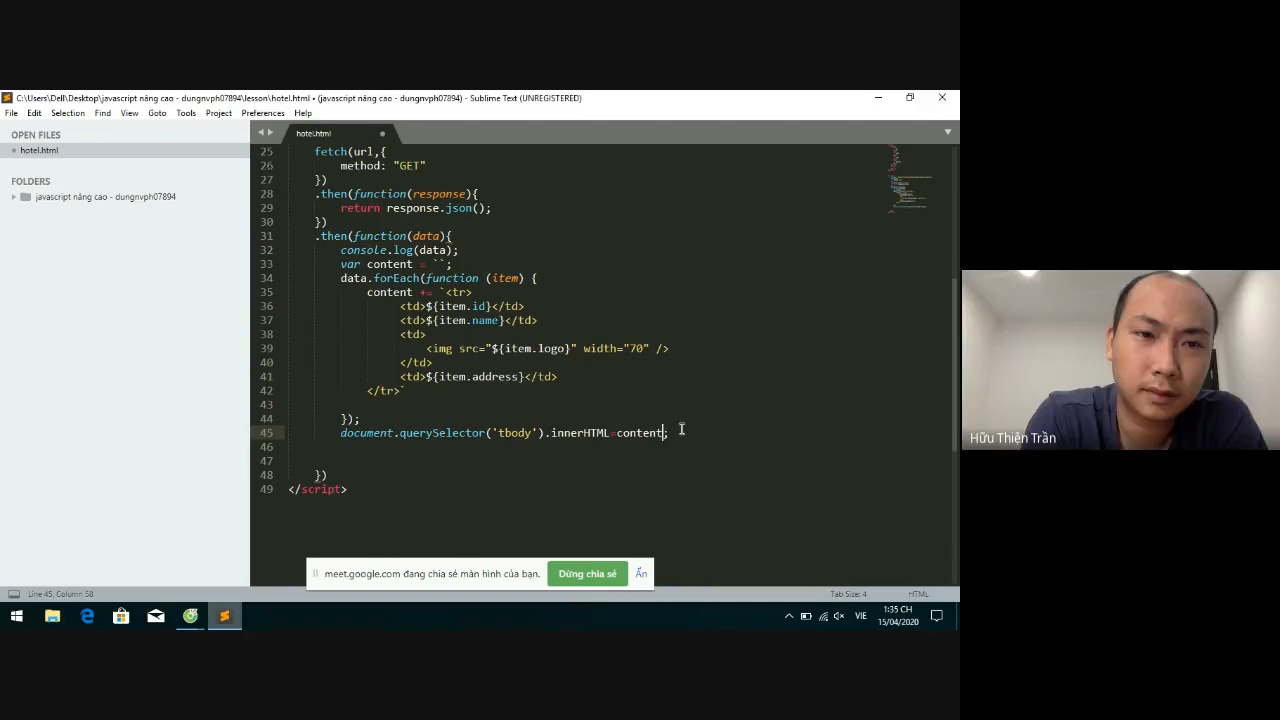 C:\Users\Dell\Desktop\javascript nâng cao - dungnvph07894\lesson\hotel.html • (javascript nâng cao - dungnvph07894) - Sublime Text (UNREGISTERED)
File Edit Selection Find View Goto Tools Project Preferences Help
OPEN FILES
hotel.html
FOLDERS
javascript nâng cao - dungnvph07894
hotel.html
25 fetch(url,{
26 method: "GET"
27 })
28 .then(function(response){
29 return response.json();
30 })
31 .then(function(data){
32 console.log(data);
33 var content = ``;
34 data.forEach(function (item) {
35 content += `<tr>
36 <td>${item.id}</td>
37 <td>${item.name}</td>
38 <td>
39 <img src="${item.logo}" width="70" />
40 </td>
41 <td>${item.address}</td>
42 </tr>`
43
44 });
45 document.querySelector('tbody').innerHTML=content;
46
47
48 })
49 </script>
meet.google.com đang chia sẻ màn hình của bạn. Dừng chia sẻ Ẩn
Line 45, Column 58 Tab Size: 4 HTML
VIE
1:35 CH
15/04/2020
Hữu Thiện Trần